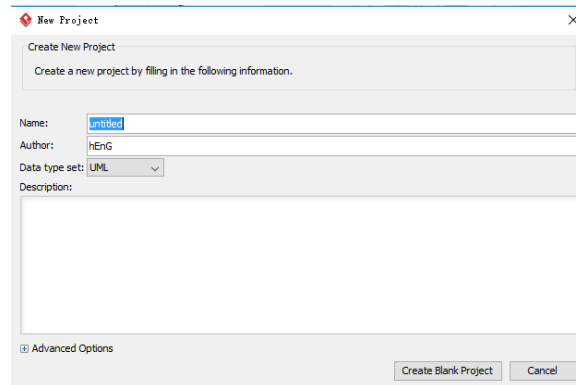 New Project
Create New Project
Create a new project by filling in the following information.
Name: untitled
Author: hEnG
Data type set: UML
Description:
Advanced Options
Create Blank Project Cancel